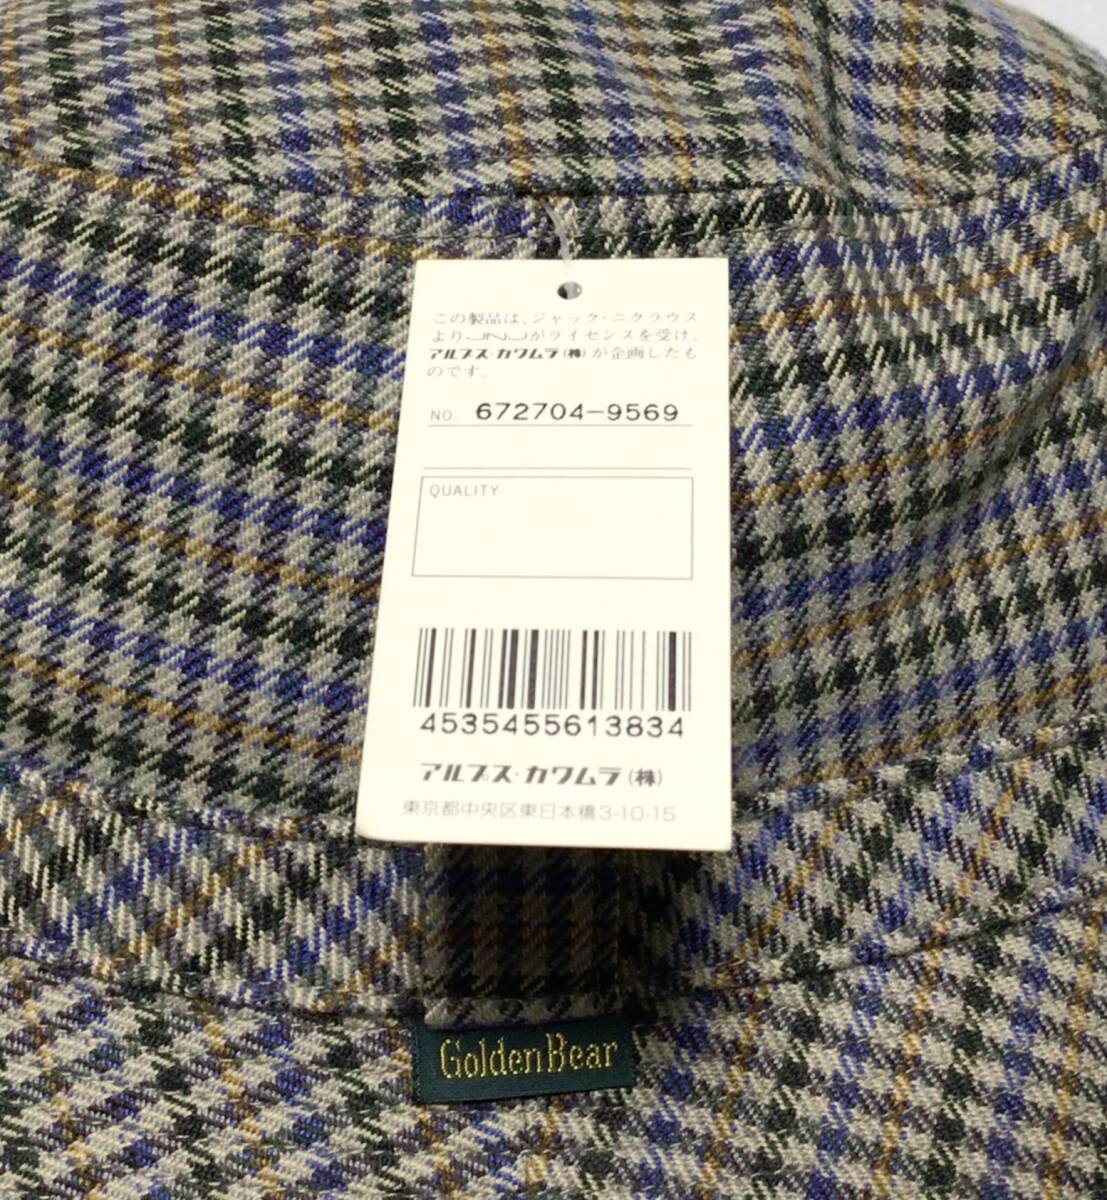 この製品は、ジャック・ニクラウス
よりJNJがライセンスを受け、
アルプス・カワムラ(株)が企画したも
のです。
NO. 672704-9569
QUALITY
4535455613834
アルプス・カワムラ(株)
東京都中央区東日本橋3-10-15
GoldenBear